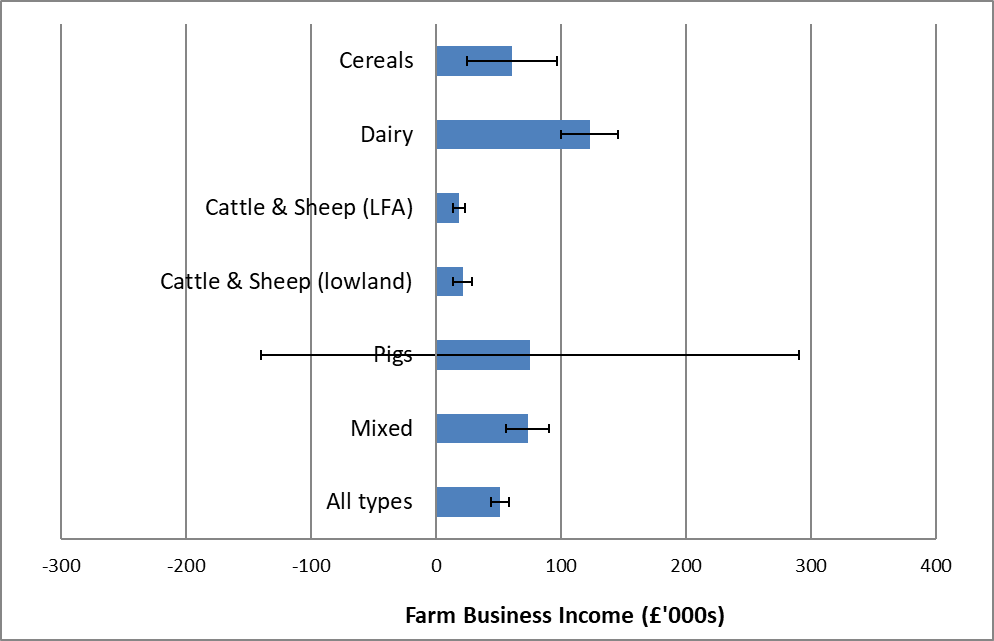 Cereals
Dairy
Cattle & Sheep (LFA)
Cattle & Sheep (lowland)
Pigs
Mixed
All types
-300 -200 -100 0 100 200 300 400
Farm Business Income (£'000s)